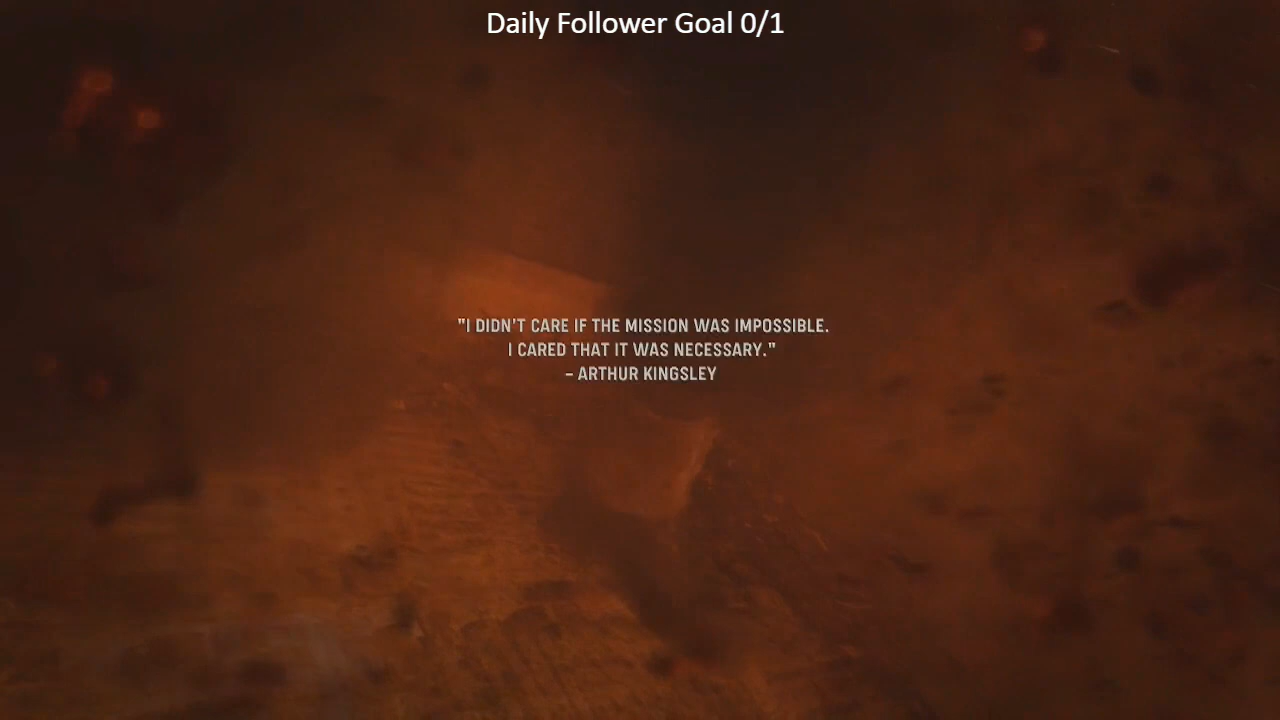 Daily Follower Goal 0/1
"I DIDN'T CARE IF THE MISSION WAS IMPOSSIBLE.
I CARED THAT IT WAS NECESSARY."
– ARTHUR KINGSLEY